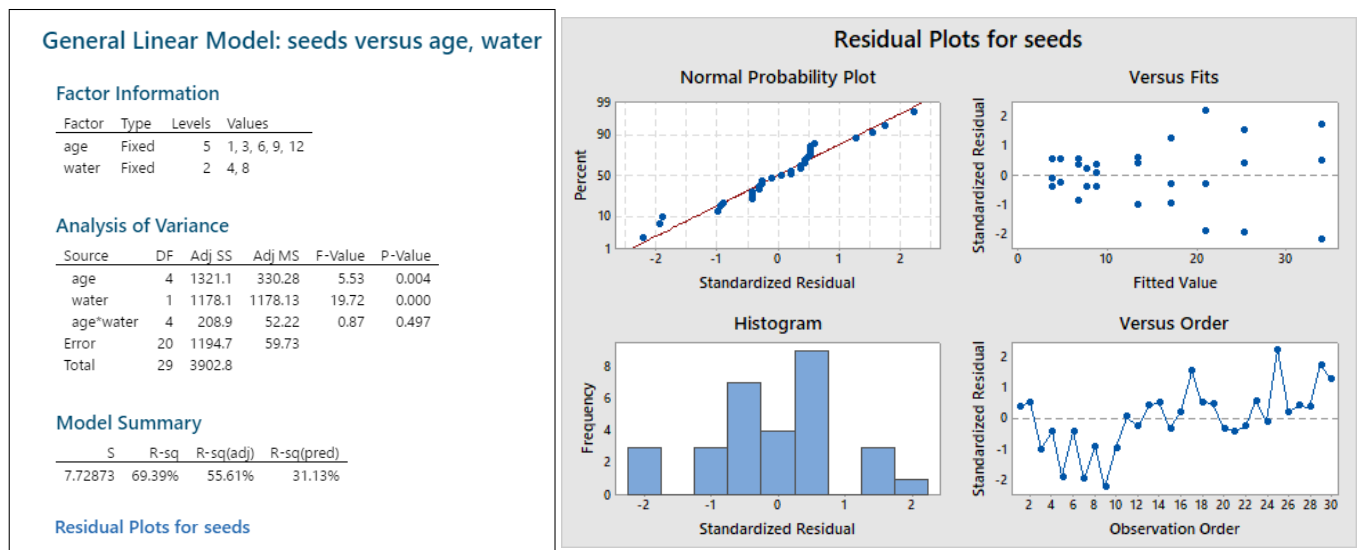 General Linear Model: seeds versus age, water
Factor Information
Factor Type Levels Values
age Fixed 5 1, 3, 6, 9, 12
water Fixed 2 4, 8
Analysis of Variance
Source DF Adj SS Adj MS F-Value P-Value
age 4 1321.1 330.28 5.53 0.004
water 1 1178.1 1178.13 19.72 0.000
age*water 4 208.9 52.22 0.87 0.497
Error 20 1194.7 59.73
Total 29 3902.8
Model Summary
S R-sq R-sq(adj) R-sq(pred)
7.72873 69.39% 55.61% 31.13%
Residual Plots for seeds
Residual Plots for seeds
Normal Probability Plot
99
90
50
10
1
Percent
-2 -1 0 1 2
Standardized Residual
Versus Fits
2
1
0
-1
-2
Standardized Residual
0 10 20 30
Fitted Value
Histogram
8
6
4
2
0
Frequency
-2 -1 0 1 2
Standardized Residual
Versus Order
2
1
0
-1
-2
Standardized Residual
2 4 6 8 10 12 14 16 18 20 22 24 26 28 30
Observation Order